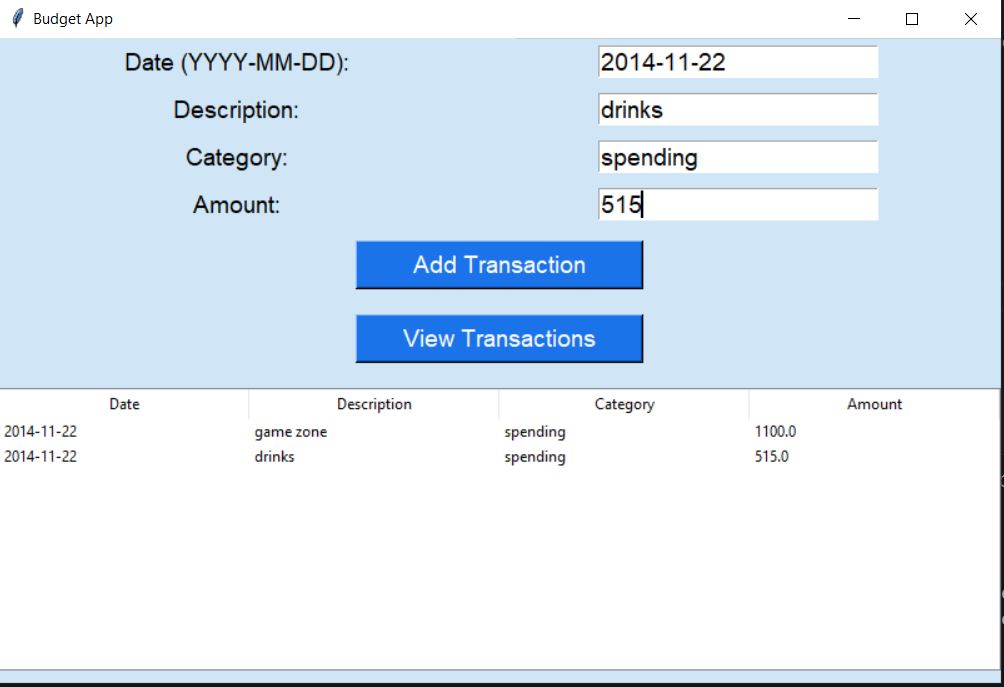 Budget App
Date (YYYY-MM-DD): 2014-11-22
Description: drinks
Category: spending
Amount: 515
Add Transaction
View Transactions
Date Description Category Amount
2014-11-22 game zone spending 1100.0
2014-11-22 drinks spending 515.0